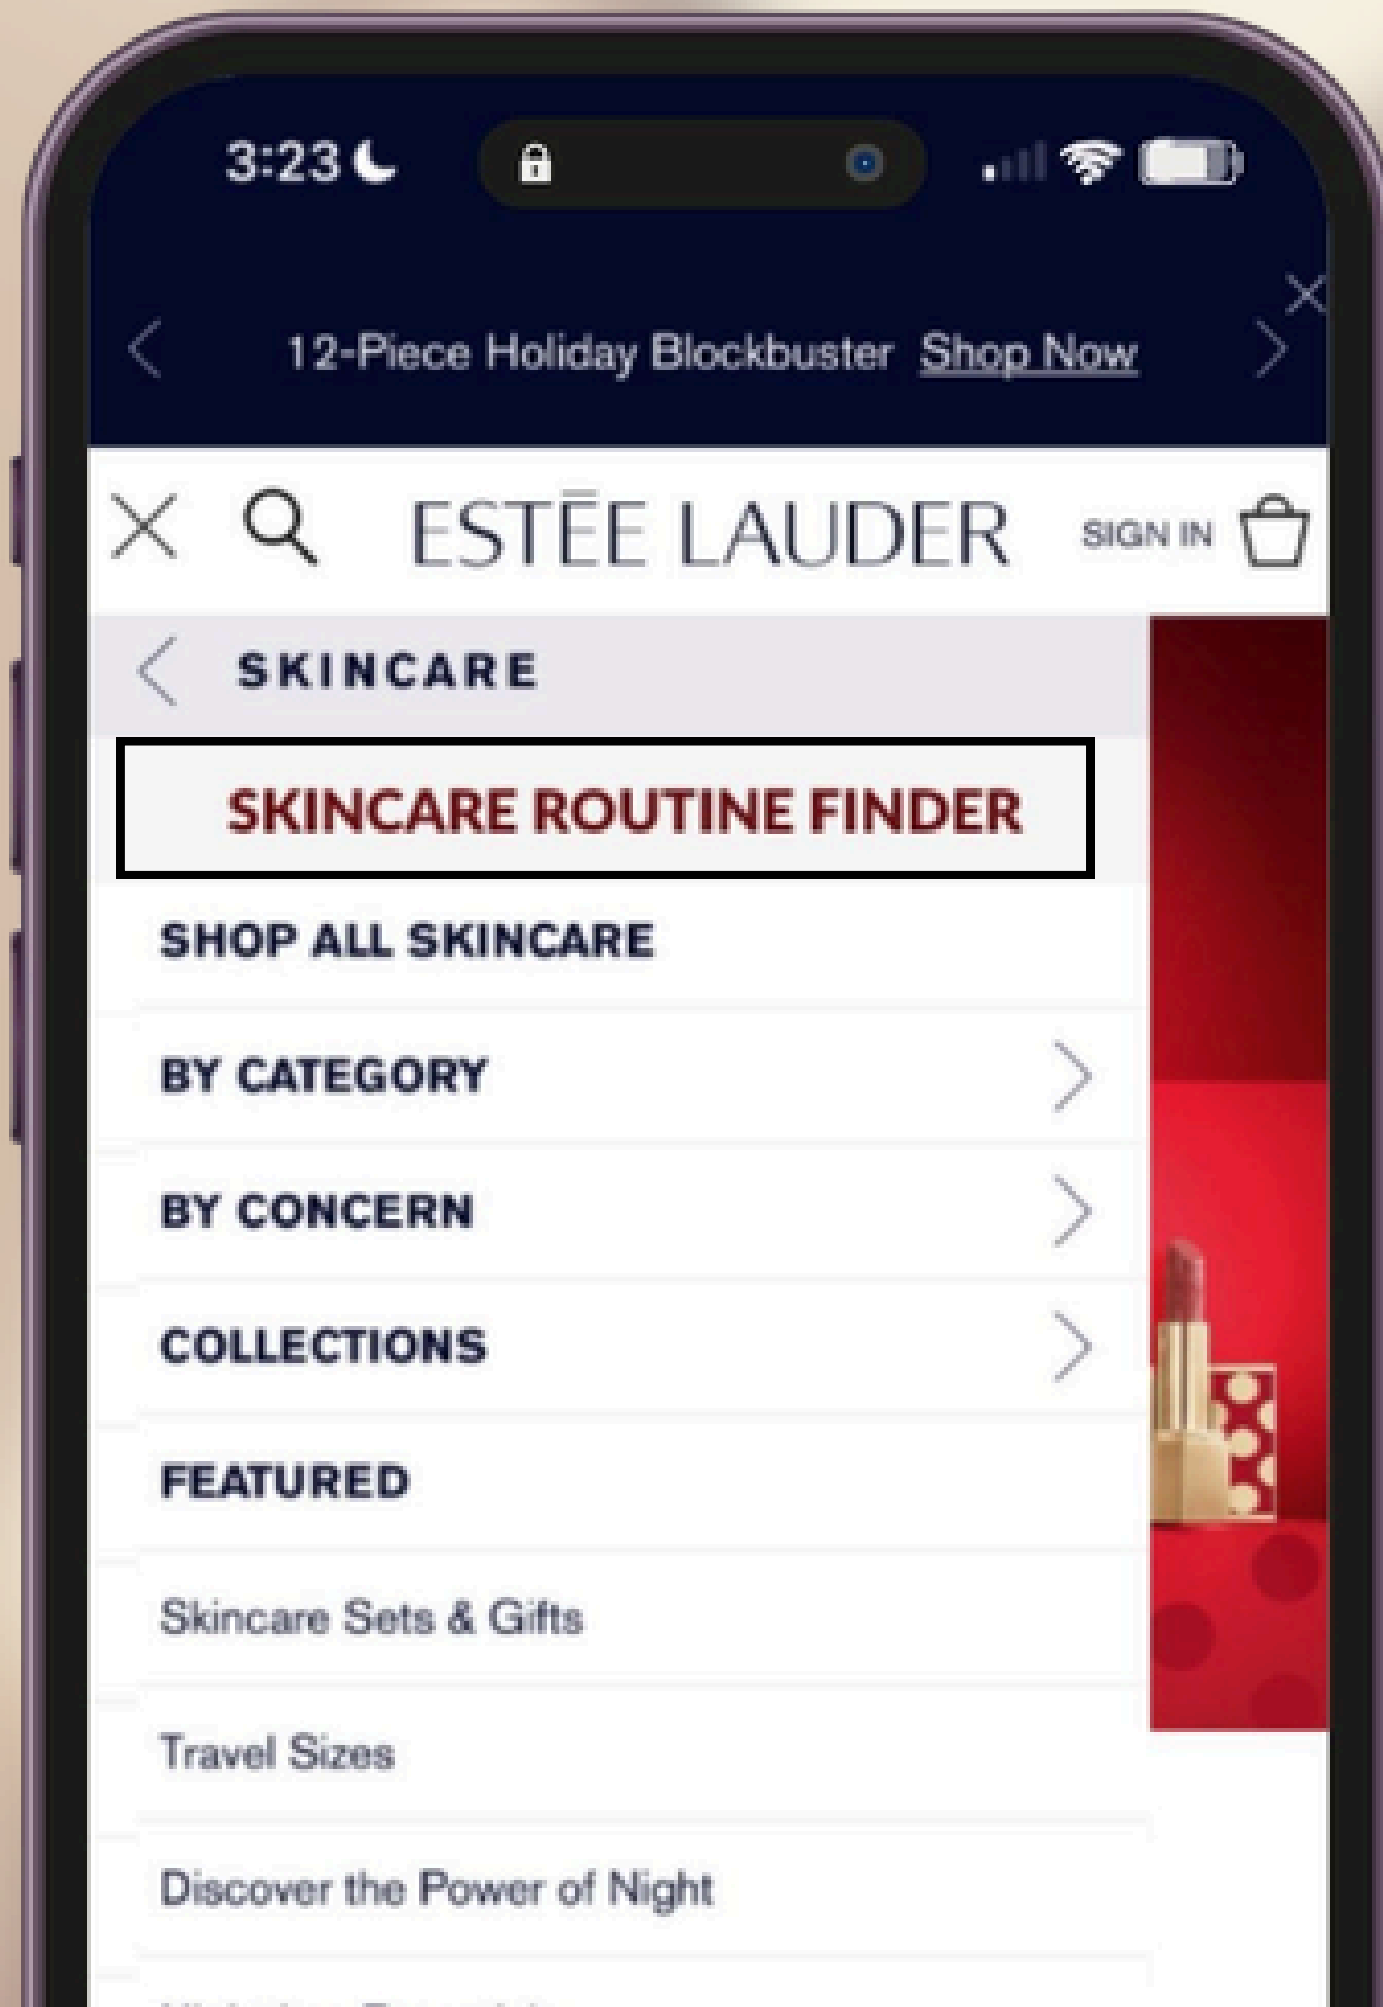 3:23
12-Piece Holiday Blockbuster Shop Now
ESTĒE LAUDER SIGN IN
SKINCARE
SKINCARE ROUTINE FINDER
SHOP ALL SKINCARE
BY CATEGORY
BY CONCERN
COLLECTIONS
FEATURED
Skincare Sets & Gifts
Travel Sizes
Discover the Power of Night